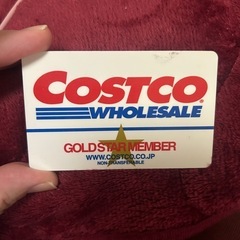 COSTCO
WHOLESALE
GOLD STAR MEMBER
WWW.COSTCO.CO.JP
NON-TRANSFERABLE